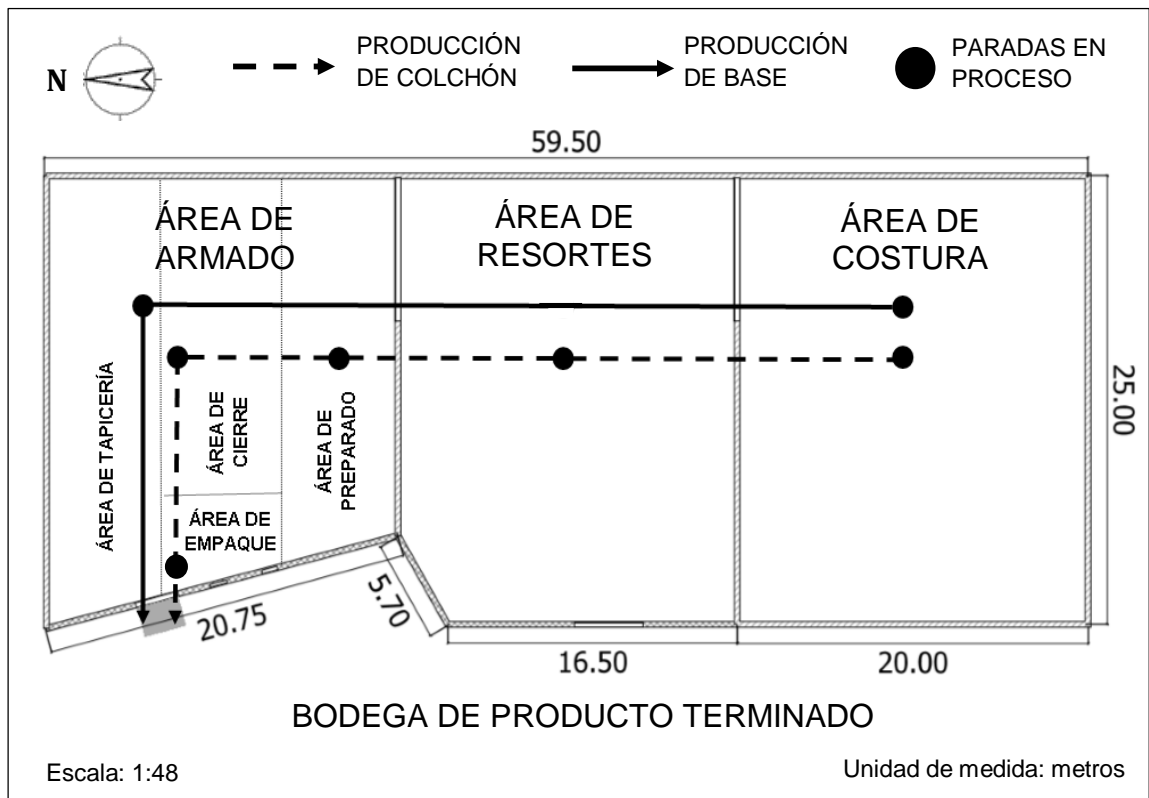 N
PRODUCCIÓN
DE COLCHÓN
PRODUCCIÓN
DE BASE
PARADAS EN
PROCESO
59.50
ÁREA DE
ARMADO
ÁREA DE
RESORTES
ÁREA DE
COSTURA
25.00
ÁREA DE TAPICERÍA
ÁREA DE
CIERRE
ÁREA DE
PREPARADO
ÁREA DE
EMPAQUE
20.75
5.70
16.50
20.00
BODEGA DE PRODUCTO TERMINADO
Escala: 1:48
Unidad de medida: metros